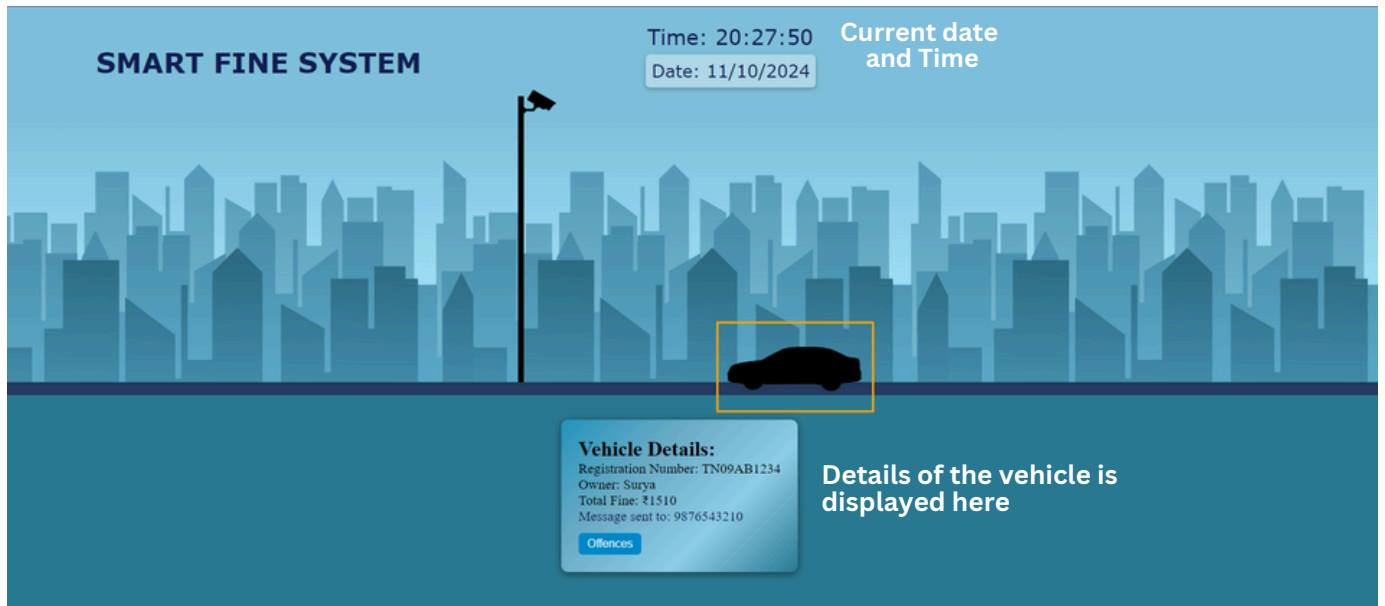 SMART FINE SYSTEM
Time: 20:27:50
Date: 11/10/2024
Current date
and Time
Vehicle Details:
Registration Number: TN09AB1234
Owner: Surya
Total Fine: ₹1510
Message sent to: 9876543210
Offences
Details of the vehicle is
displayed here